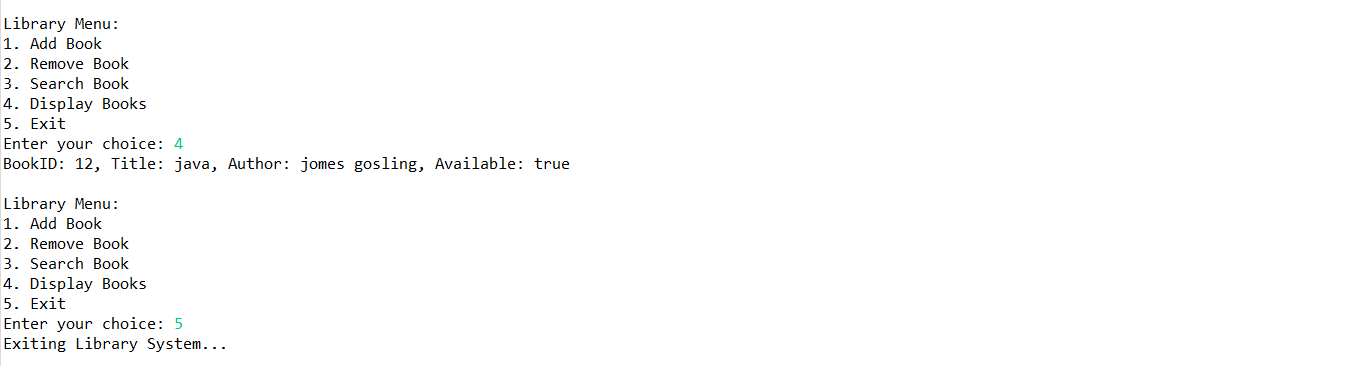 Library Menu:
1. Add Book
2. Remove Book
3. Search Book
4. Display Books
5. Exit
Enter your choice: 4
BookID: 12, Title: java, Author: jomes gosling, Available: true
Library Menu:
1. Add Book
2. Remove Book
3. Search Book
4. Display Books
5. Exit
Enter your choice: 5
Exiting Library System...